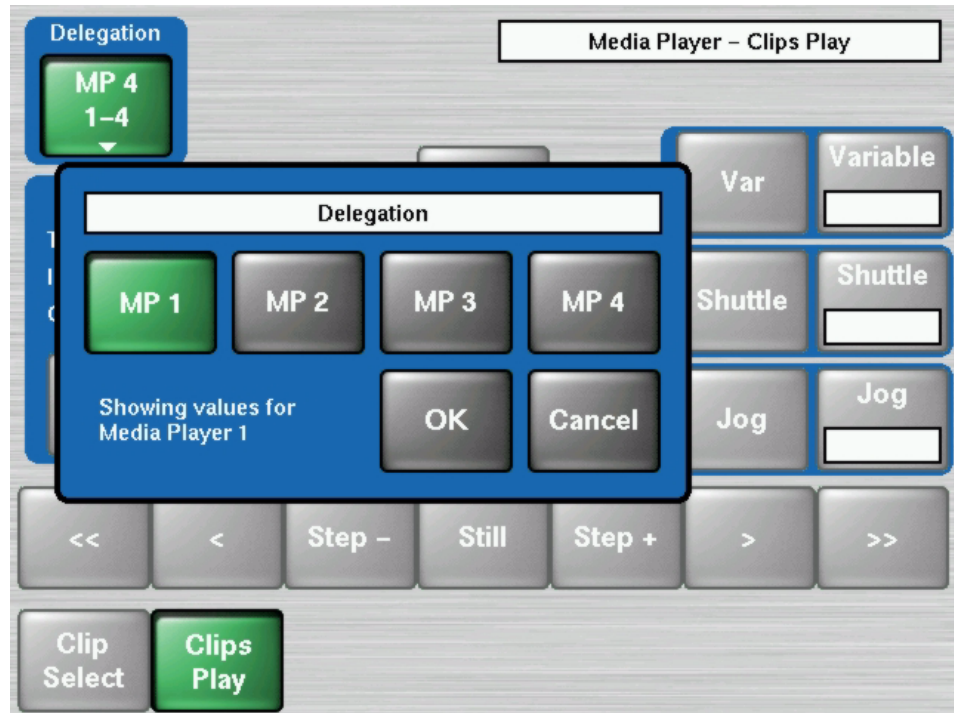 Delegation
Media Player – Clips Play
MP 4
1–4
Var
Variable
Delegation
MP 1
MP 2
MP 3
MP 4
Shuttle
Shuttle
Showing values for
Media Player 1
OK
Cancel
Jog
Jog
<<
<
Step –
Still
Step +
>
>>
Clip
Select
Clips
Play